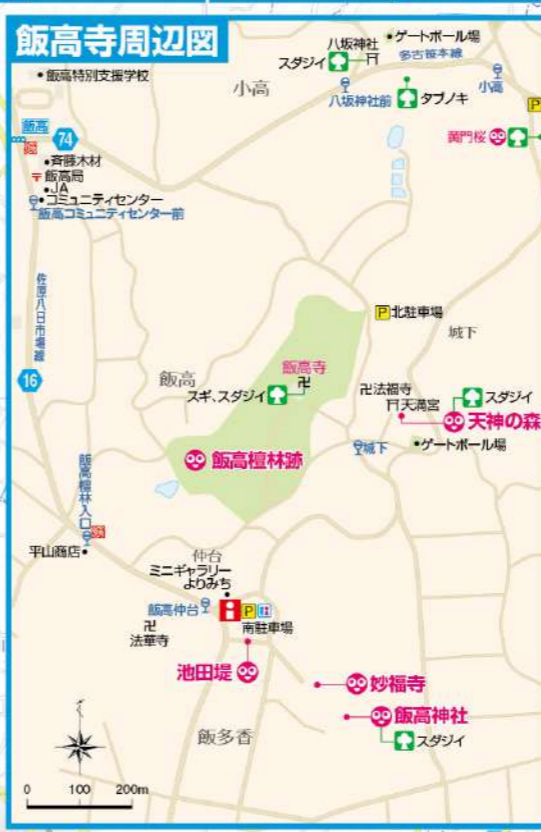 飯高寺周辺図
八坂神社
ゲートボール場
スダジイ
多古笹本線
飯高特別支援学校
小高
八坂神社前
タブノキ
小高
P
飯高
74
黄門桜
斉藤木材
飯高局
JA
コミュニティセンター
飯高コミュニティセンター前
佐原八日市場線
P北駐車場
城下
16
飯高
飯高寺
スギ、スダジイ
法福寺
天満宮
スダジイ
天神の森
飯高檀林跡
城下
ゲートボール場
飯高檀林入口
平山商店
仲台
ミニギャラリー
よりみち
飯高仲台
P
南駐車場
法華寺
池田堤
妙福寺
飯高神社
飯多香
スダジイ
0 100 200m